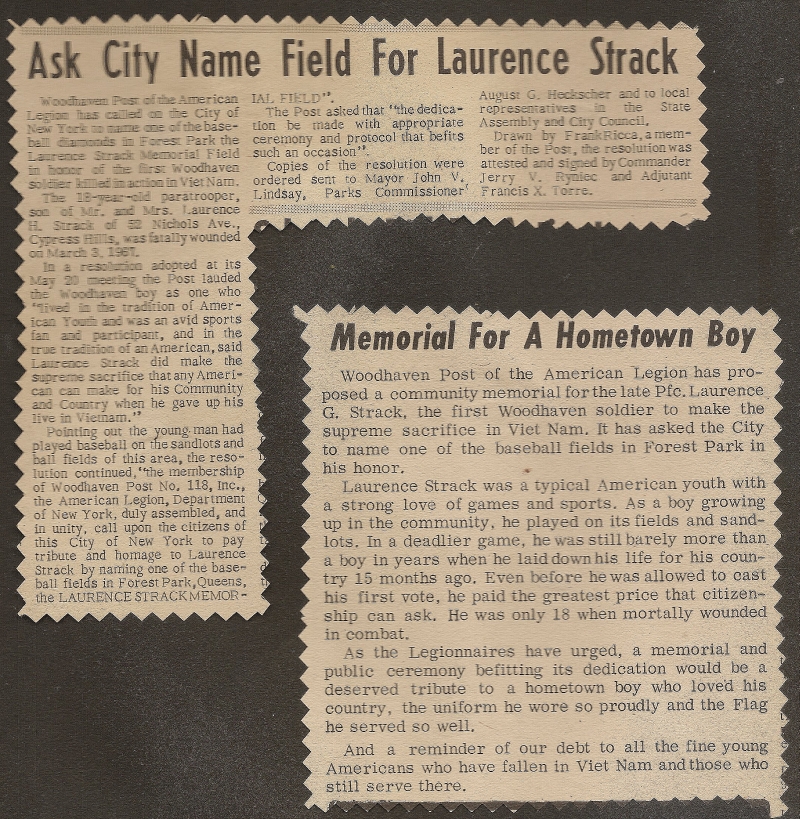 Ask City Name Field For Laurence Strack
Woodhaven Post of the American
Legion has called on the City of
New York to name one of the base-
ball diamonds in Forest Park the
Laurence Strack Memorial Field
in honor of the first Woodhaven
soldier killed in action in Viet Nam.
The 18-year-old paratrooper,
son of Mr. and Mrs. Laurence
H. Strack of 52 Nichols Ave.,
Cypress Hills, was fatally wounded
on March 3, 1967.
In a resolution adopted at its
May 20 meeting the Post lauded
the Woodhaven boy as one who
"lived in the tradition of Amer-
ican Youth and was an avid sports
fan and participant, and in the
true tradition of an American, said
Laurence Strack did make the
supreme sacrifice that any Ameri-
can can make for his Community
and Country when he gave up his
live in Vietnam."
Pointing out the young man had
played baseball on the sandlots and
ball fields of this area, the reso-
lution continued, "the membership
of Woodhaven Post No. 118, Inc.,
the American Legion, Department
of New York, duly assembled, and
in unity, call upon the citizens of
this City of New York to pay
tribute and homage to Laurence
Strack by naming one of the base-
ball fields in Forest Park, Queens,
the LAURENCE STRACK MEMOR-
IAL FIELD".
The Post asked that "the dedica-
tion be made with appropriate
ceremony and protocol that befits
such an occasion".
Copies of the resolution were
ordered sent to Mayor John V.
Lindsay, Parks Commissioner
August G. Heckscher and to local
representatives in the State
Assembly and City Council.
Drawn by Frank Ricca, a mem-
ber of the Post, the resolution was
attested and signed by Commander
Jerry V. Ryniec and Adjutant
Francis X. Torre.
Memorial For A Hometown Boy
Woodhaven Post of the American Legion has pro-
posed a community memorial for the late Pfc. Laurence
G. Strack, the first Woodhaven soldier to make the
supreme sacrifice in Viet Nam. It has asked the City
to name one of the baseball fields in Forest Park in
his honor.
Laurence Strack was a typical American youth with
a strong love of games and sports. As a boy growing
up in the community, he played on its fields and sand-
lots. In a deadlier game, he was still barely more than
a boy in years when he laid down his life for his coun-
try 15 months ago. Even before he was allowed to cast
his first vote, he paid the greatest price that citizen-
ship can ask. He was only 18 when mortally wounded
in combat.
As the Legionnaires have urged, a memorial and
public ceremony befitting its dedication would be a
deserved tribute to a hometown boy who loved his
country, the uniform he wore so proudly and the Flag
he served so well.
And a reminder of our debt to all the fine young
Americans who have fallen in Viet Nam and those who
still serve there.